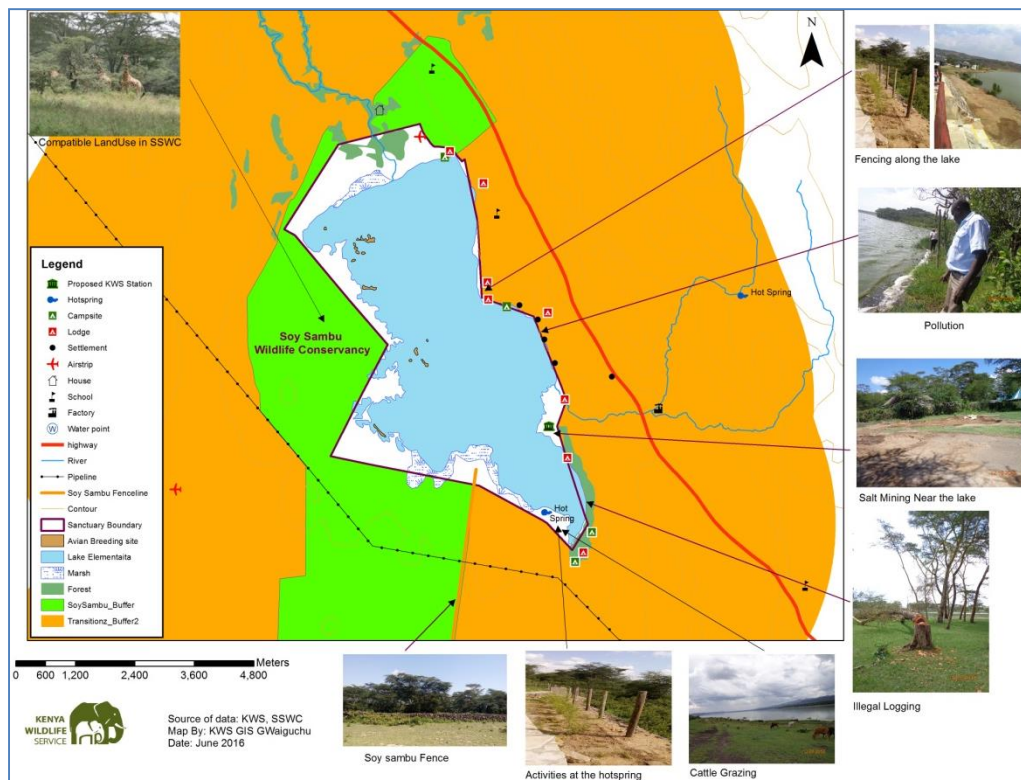 Compatible LandUse in SSWC
N
Fencing along the lake
Hot Spring
Pollution
Soy Sambu
Wildlife Conservancy
Legend
Proposed KWS Station
Hotspring
Campsite
Lodge
Settlement
Airstrip
House
School
Factory
W
Water point
highway
River
Pipeline
Soy Sambu Fenceline
Contour
Sanctuary Boundary
Avian Breeding site
Lake Elementaita
Marsh
Forest
SoySambu_Buffer
Transitionz_Buffer2
Salt Mining Near the lake
Hot
Spring
Illegal Logging
Meters
0 600 1,200 2,400 3,600 4,800
KENYA
WILDLIFE
SERVICE
Source of data: KWS, SSWC
Map By: KWS GIS GWaiguchu
Date: June 2016
Soy sambu Fence
Activities at the hotspring
Cattle Grazing